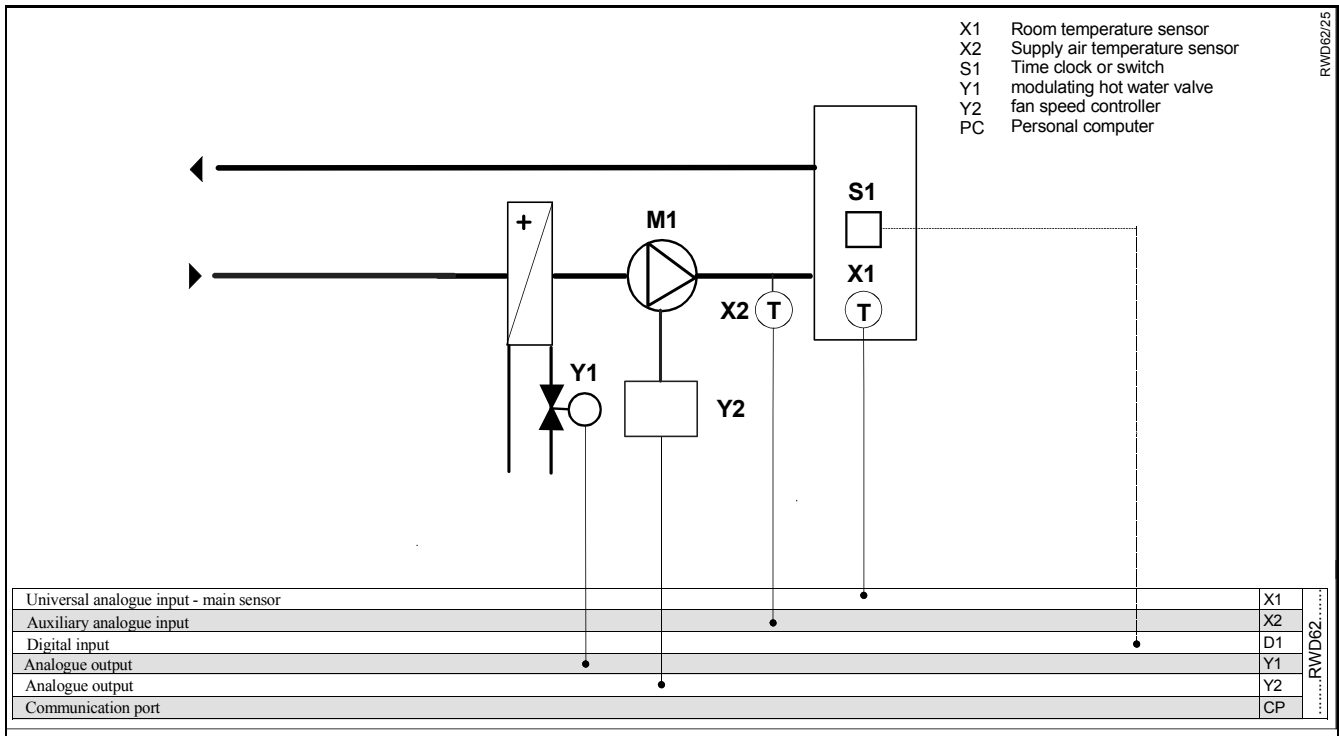 X1 Room temperature sensor
X2 Supply air temperature sensor
S1 Time clock or switch
Y1 modulating hot water valve
Y2 fan speed controller
PC Personal computer
RWD62/25
S1
+
M1
X1
X2
T
T
Y1
Y2
Universal analogue input - main sensor X1
Auxiliary analogue input X2
Digital input D1
Analogue output Y1
Analogue output Y2
Communication port CP
........RWD62........